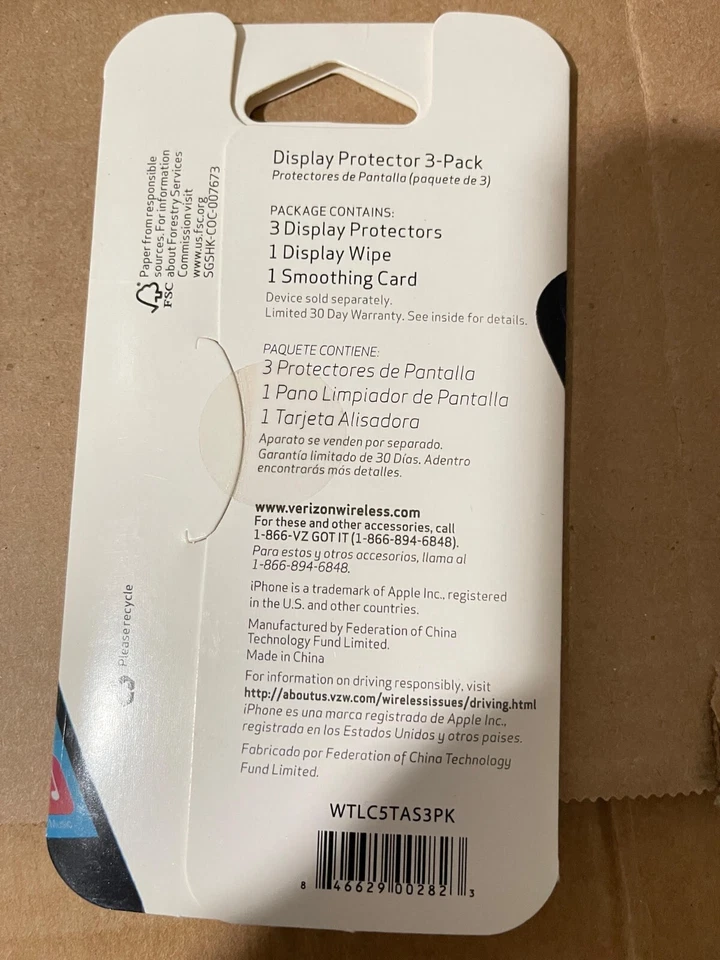 Display Protector 3-Pack
Protectores de Pantalla (paquete de 3)
PACKAGE CONTAINS:
3 Display Protectors
1 Display Wipe
1 Smoothing Card
Device sold separately.
Limited 30 Day Warranty. See inside for details.
PAQUETE CONTIENE:
3 Protectores de Pantalla
1 Pano Limpiador de Pantalla
1 Tarjeta Alisadora
Aparato se venden por separado.
Garantía limitado de 30 Días. Adentro
encontrarás más detalles.
www.verizonwireless.com
For these and other accessories, call
1-866-VZ GOT IT (1-866-894-6848).
Para estos y otros accesorios, llama al
1-866-894-6848.
iPhone is a trademark of Apple Inc., registered
in the U.S. and other countries.
Manufactured by Federation of China
Technology Fund Limited.
Made in China
For information on driving responsibly, visit
http://aboutus.vzw.com/wirelessissues/driving.html
iPhone es una marca registrada de Apple Inc.,
registrada en los Estados Unidos y otros países.
Fabricado por Federation of China Technology
Fund Limited.
WTLC5TAS3PK
8 46629 00282 3
Paper from responsible
sources. For information
about Forestry Services
Commission visit
www.us.fsc.org
SGSHK-COC-007673
FSC
Please recycle
Music